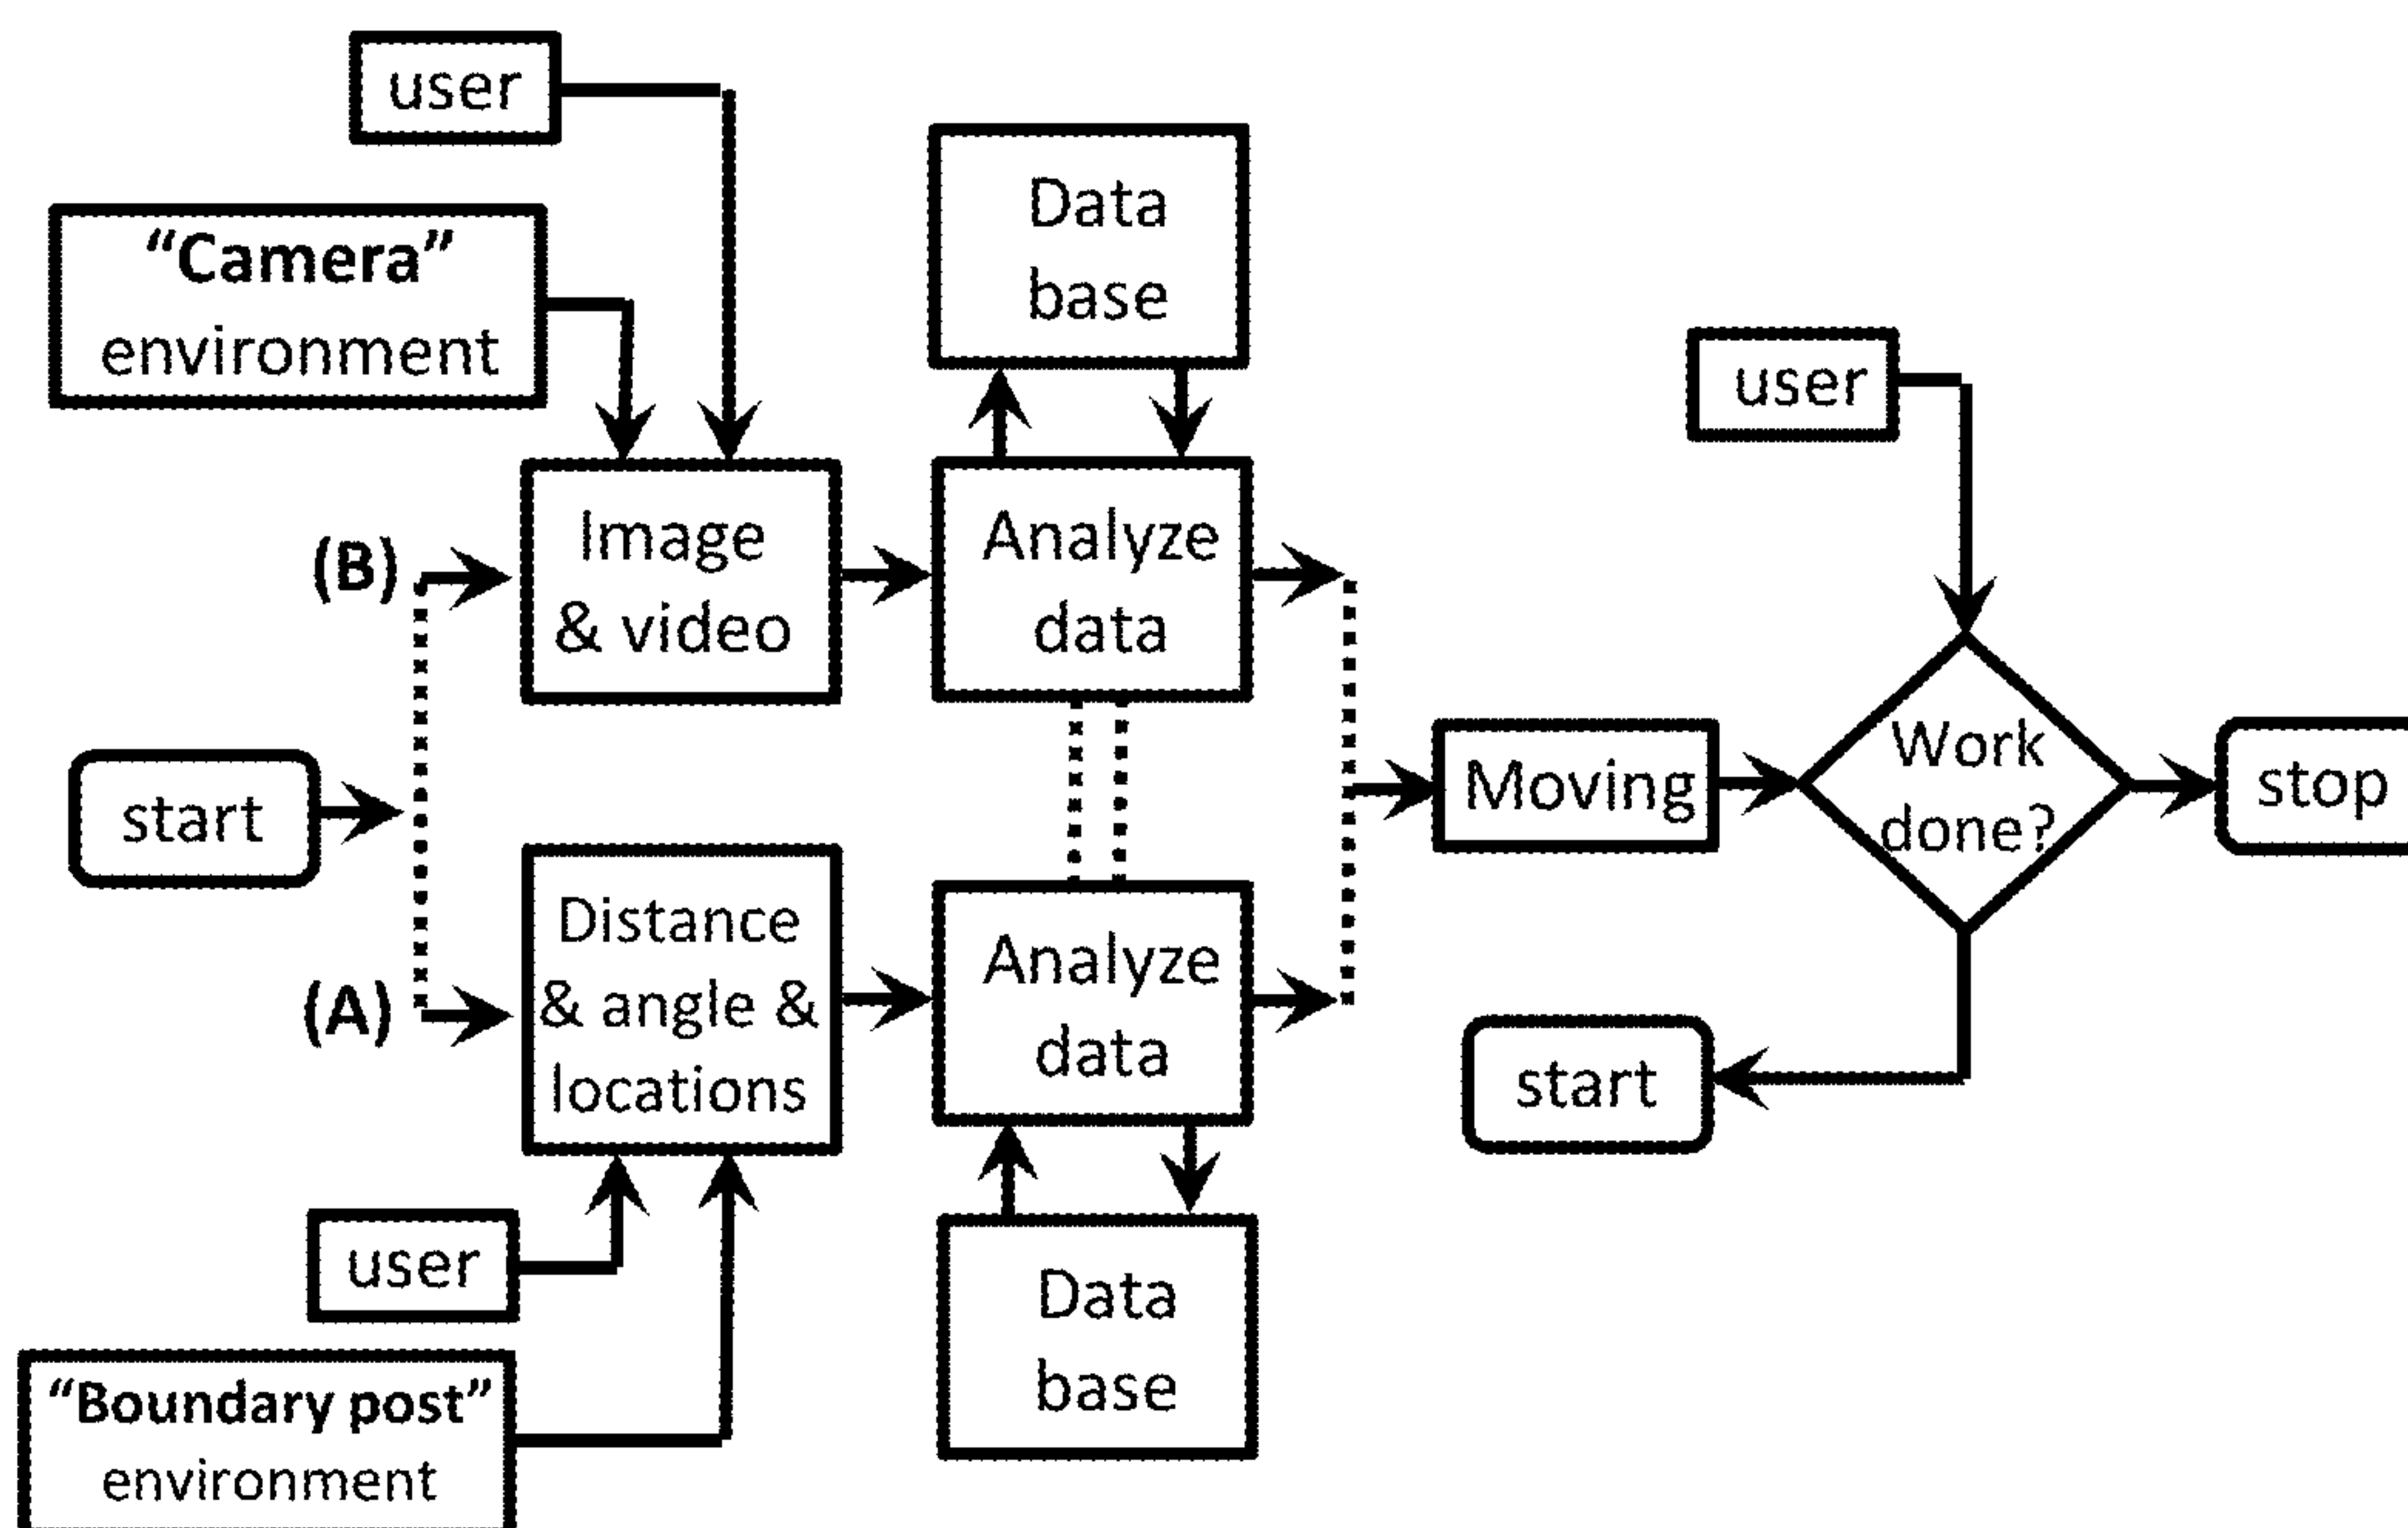 user
“Camera”
environment
Data
base
user
(B)
Image
& video
Analyze
data
start
Moving
Work
done?
stop
(A)
Distance
& angle &
locations
Analyze
data
start
user
“Boundary post”
environment
Data
base